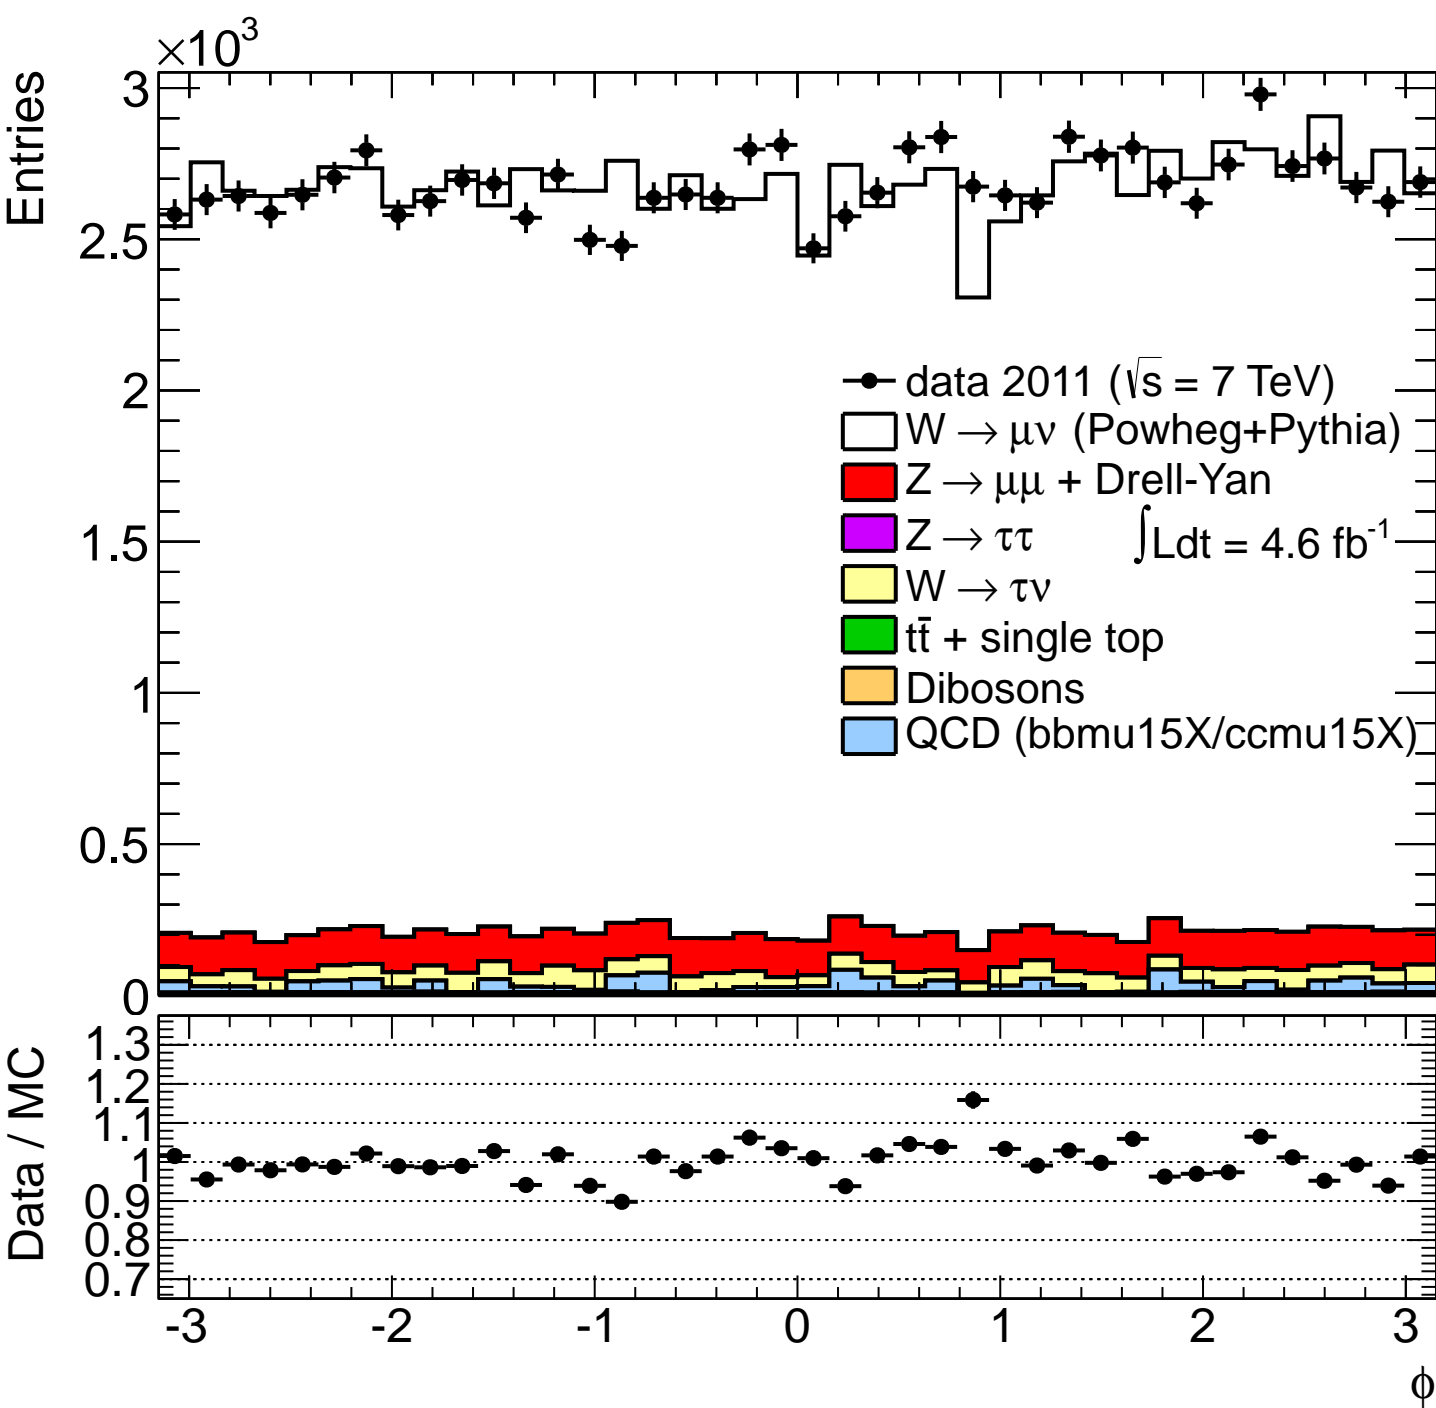 ×10³
Entries
3
2.5
2
1.5
1
0.5
0
data 2011 (√s = 7 TeV)
W → μν (Powheg+Pythia)
Z → μμ + Drell-Yan
Z → ττ
∫Ldt = 4.6 fb⁻¹
W → τν
tt̄ + single top
Dibosons
QCD (bbmu15X/ccmu15X)
Data / MC
1.3
1.2
1.1
1
0.9
0.8
0.7
-3 -2 -1 0 1 2 3
ϕ